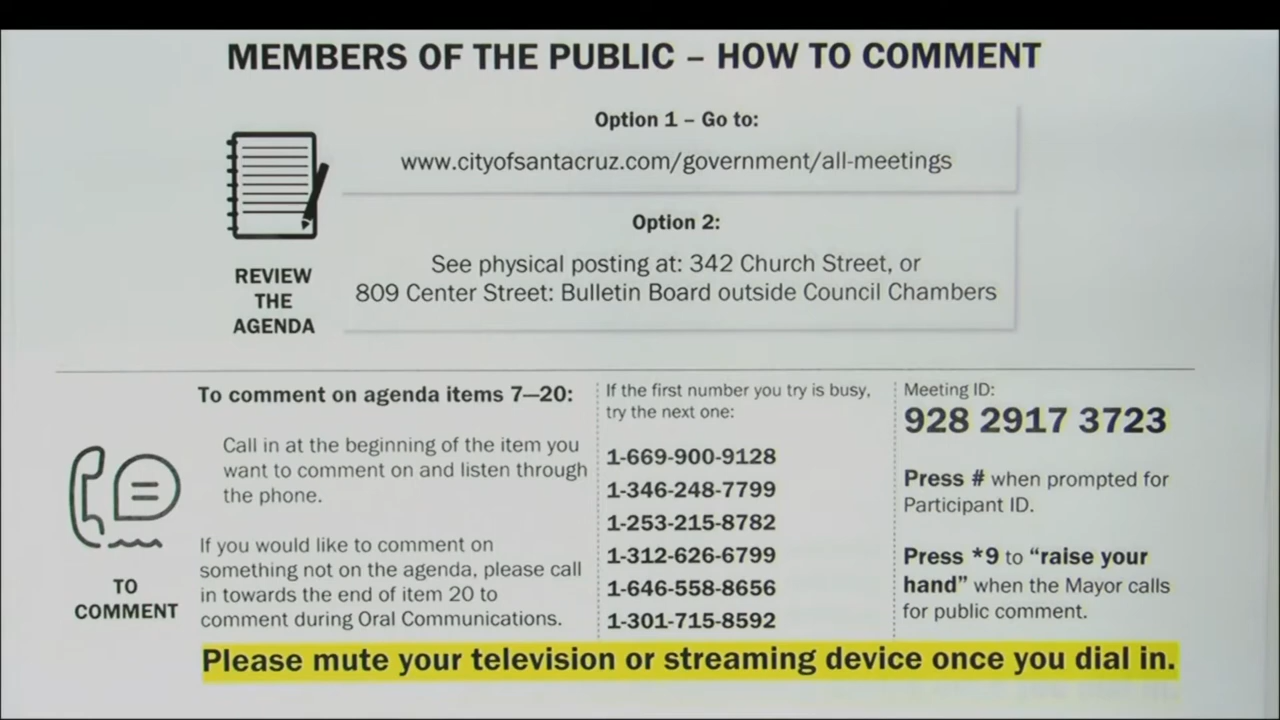 MEMBERS OF THE PUBLIC – HOW TO COMMENT
Option 1 – Go to:
www.cityofsantacruz.com/government/all-meetings
Option 2:
See physical posting at: 342 Church Street, or
809 Center Street: Bulletin Board outside Council Chambers
REVIEW
THE
AGENDA
To comment on agenda items 7—20:
Call in at the beginning of the item you
want to comment on and listen through
the phone.
If you would like to comment on
something not on the agenda, please call
in towards the end of item 20 to
comment during Oral Communications.
TO
COMMENT
If the first number you try is busy,
try the next one:
1-669-900-9128
1-346-248-7799
1-253-215-8782
1-312-626-6799
1-646-558-8656
1-301-715-8592
Meeting ID:
928 2917 3723
Press # when prompted for
Participant ID.
Press *9 to “raise your
hand” when the Mayor calls
for public comment.
Please mute your television or streaming device once you dial in.